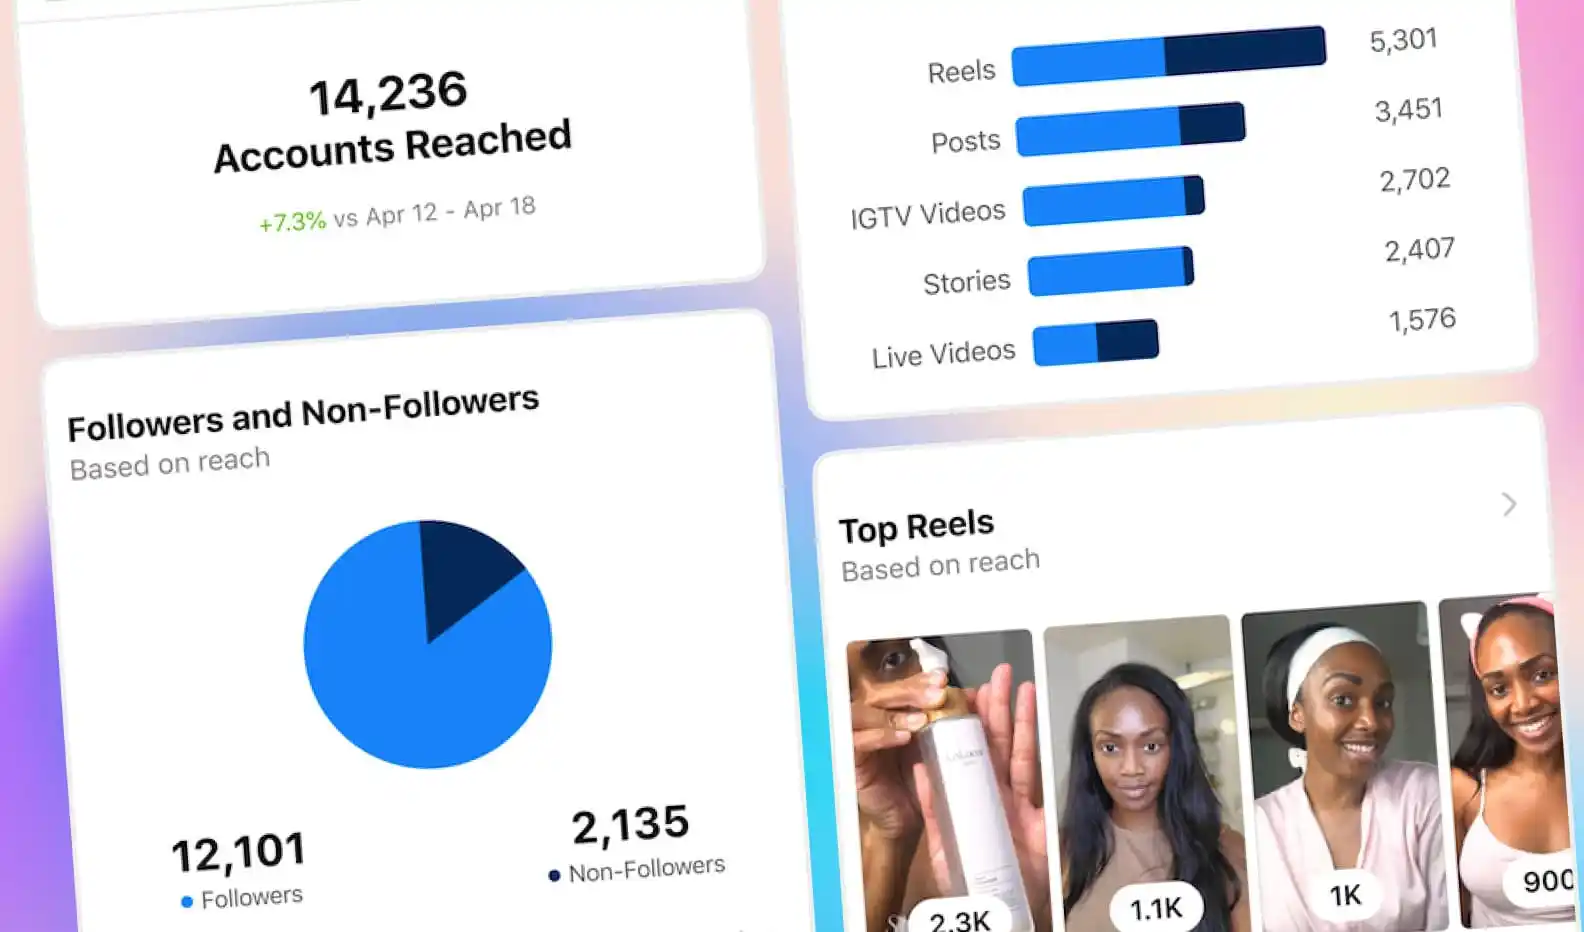 14,236
Accounts Reached
+7.3% vs Apr 12 - Apr 18
Followers and Non-Followers
Based on reach
12,101
Followers
2,135
Non-Followers
Reels 5,301
Posts 3,451
IGTV Videos 2,702
Stories 2,407
Live Videos 1,576
Top Reels
Based on reach
2.3K
1.1K
1K
900